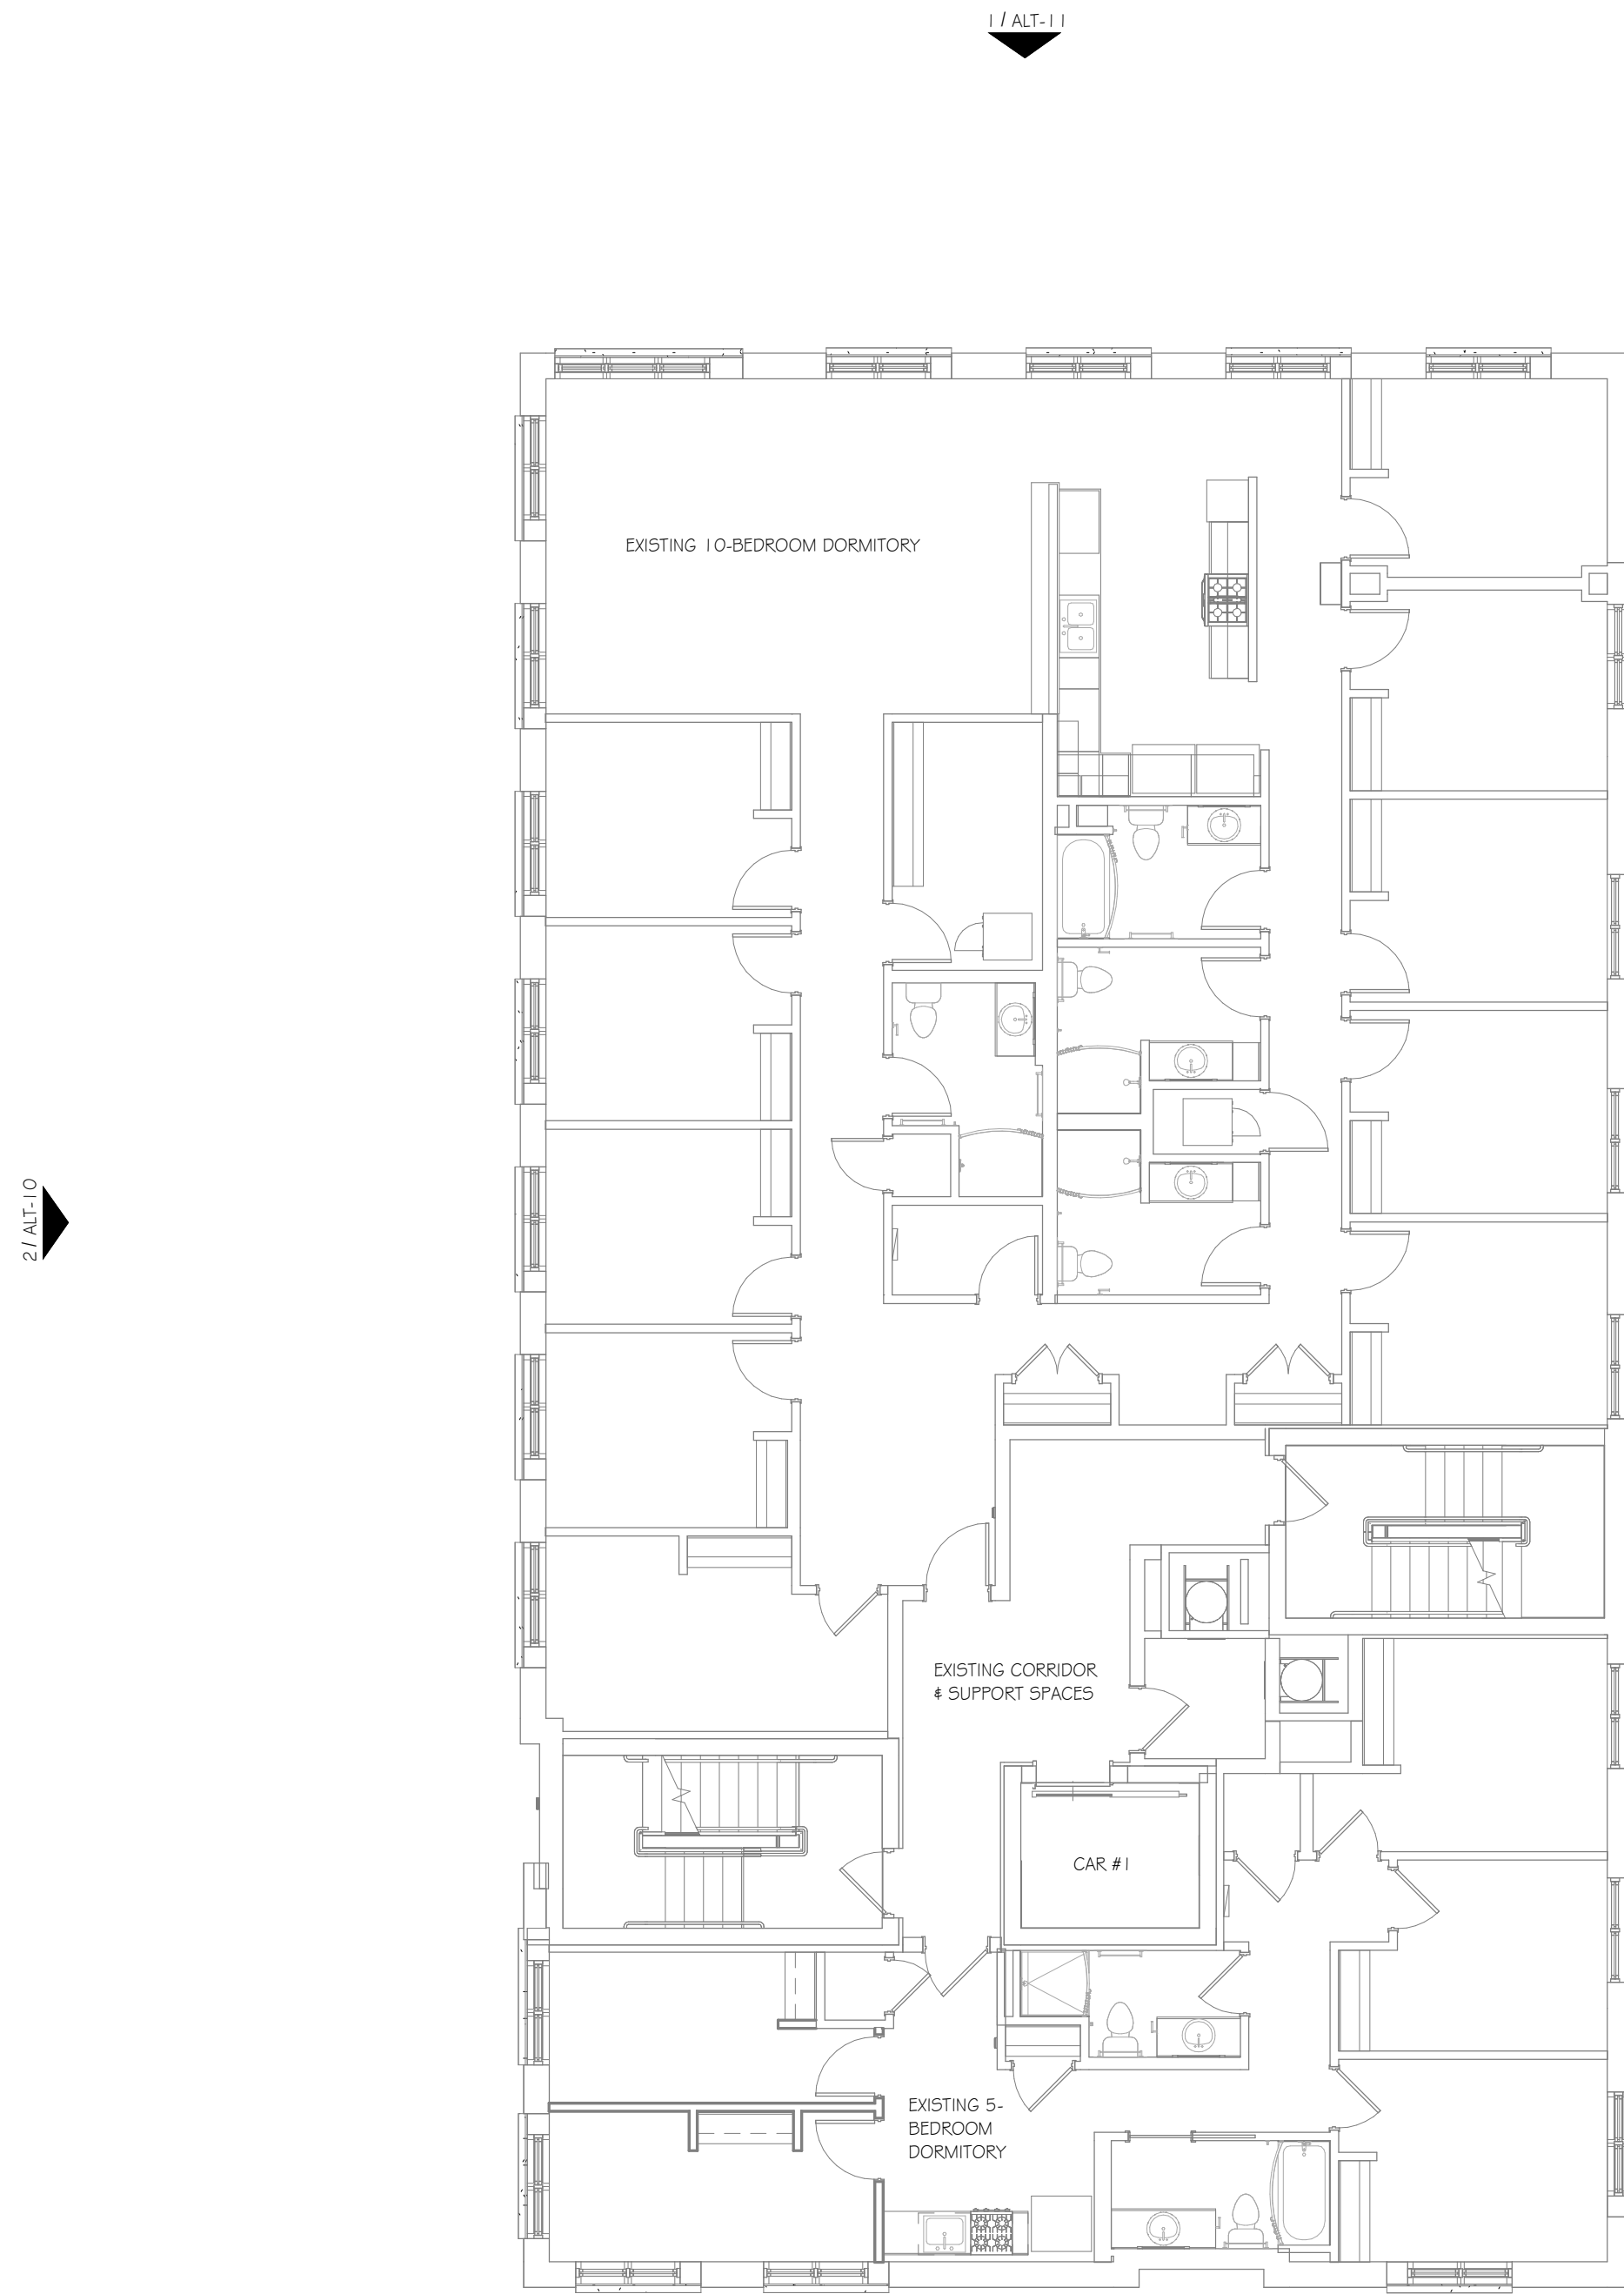 1 / ALT-11
EXISTING 10-BEDROOM DORMITORY
2 / ALT-10
EXISTING CORRIDOR
& SUPPORT SPACES
CAR #1
EXISTING 5-
BEDROOM
DORMITORY